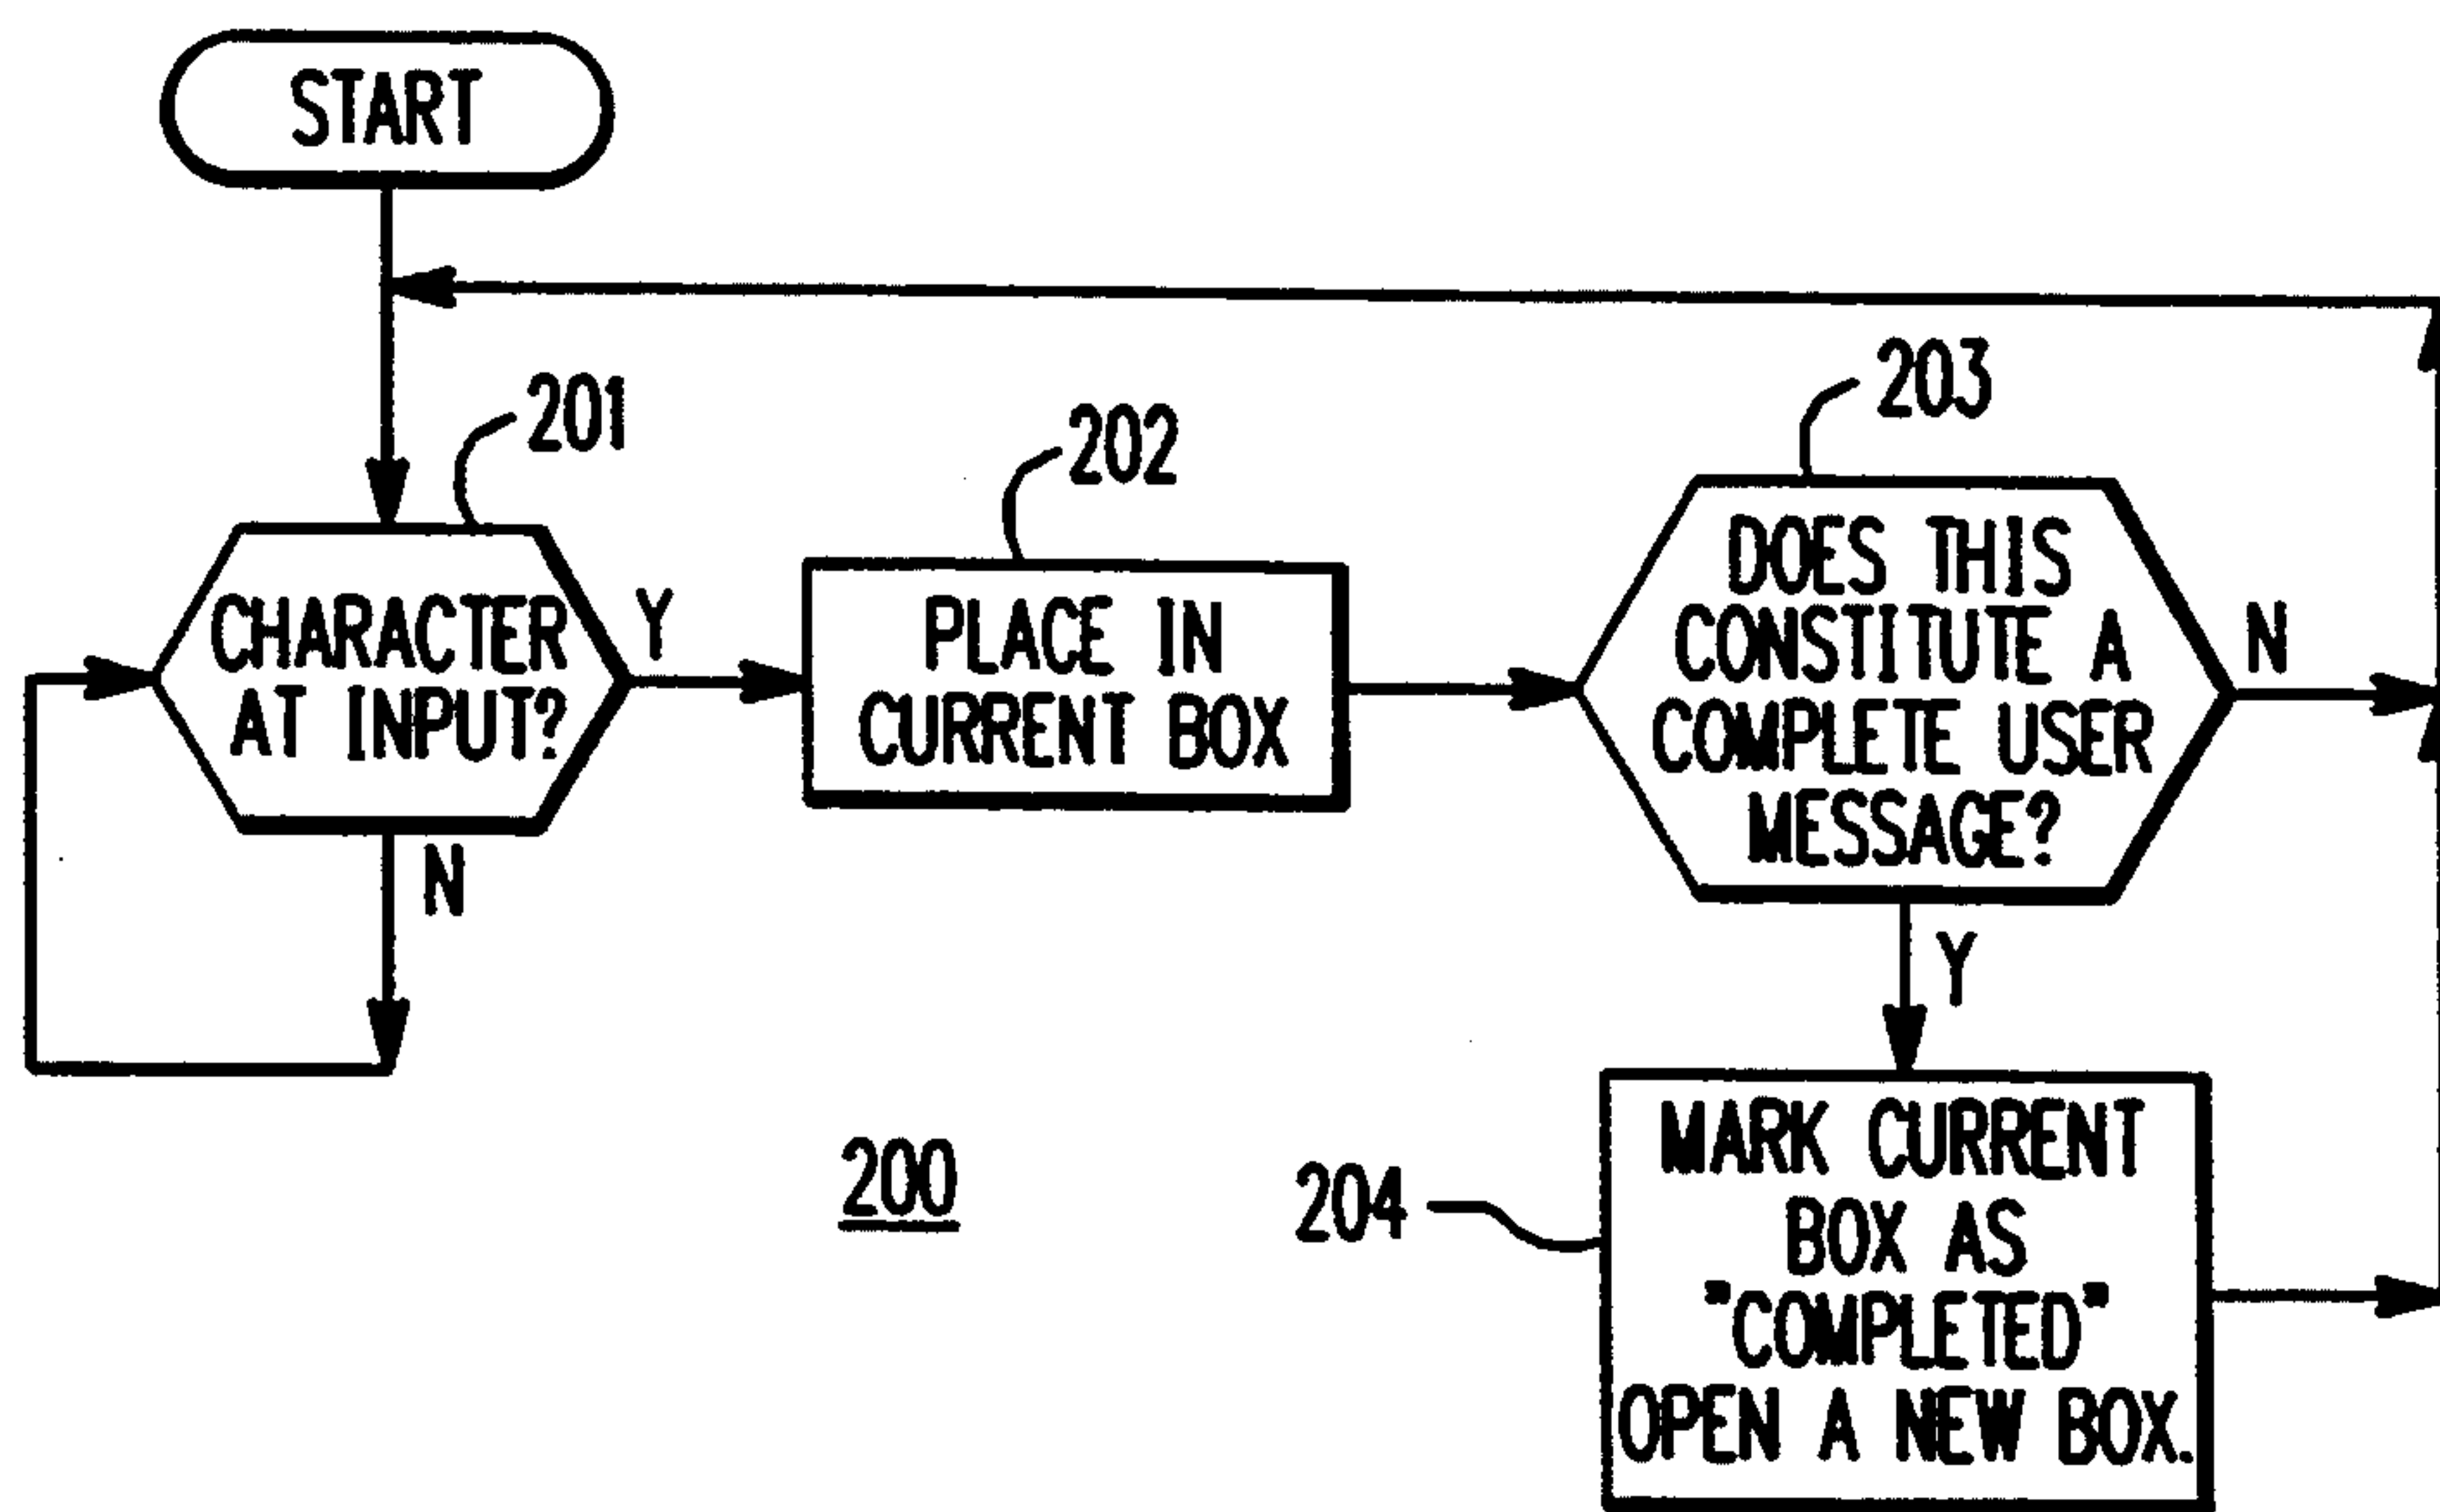 START
201
CHARACTER
AT INPUT?
Y
N
202
PLACE IN
CURRENT BOX
203
DOES THIS
CONSTITUTE A
COMPLETE USER
MESSAGE?
N
Y
204
MARK CURRENT
BOX AS
"COMPLETED"
OPEN A NEW BOX.
200